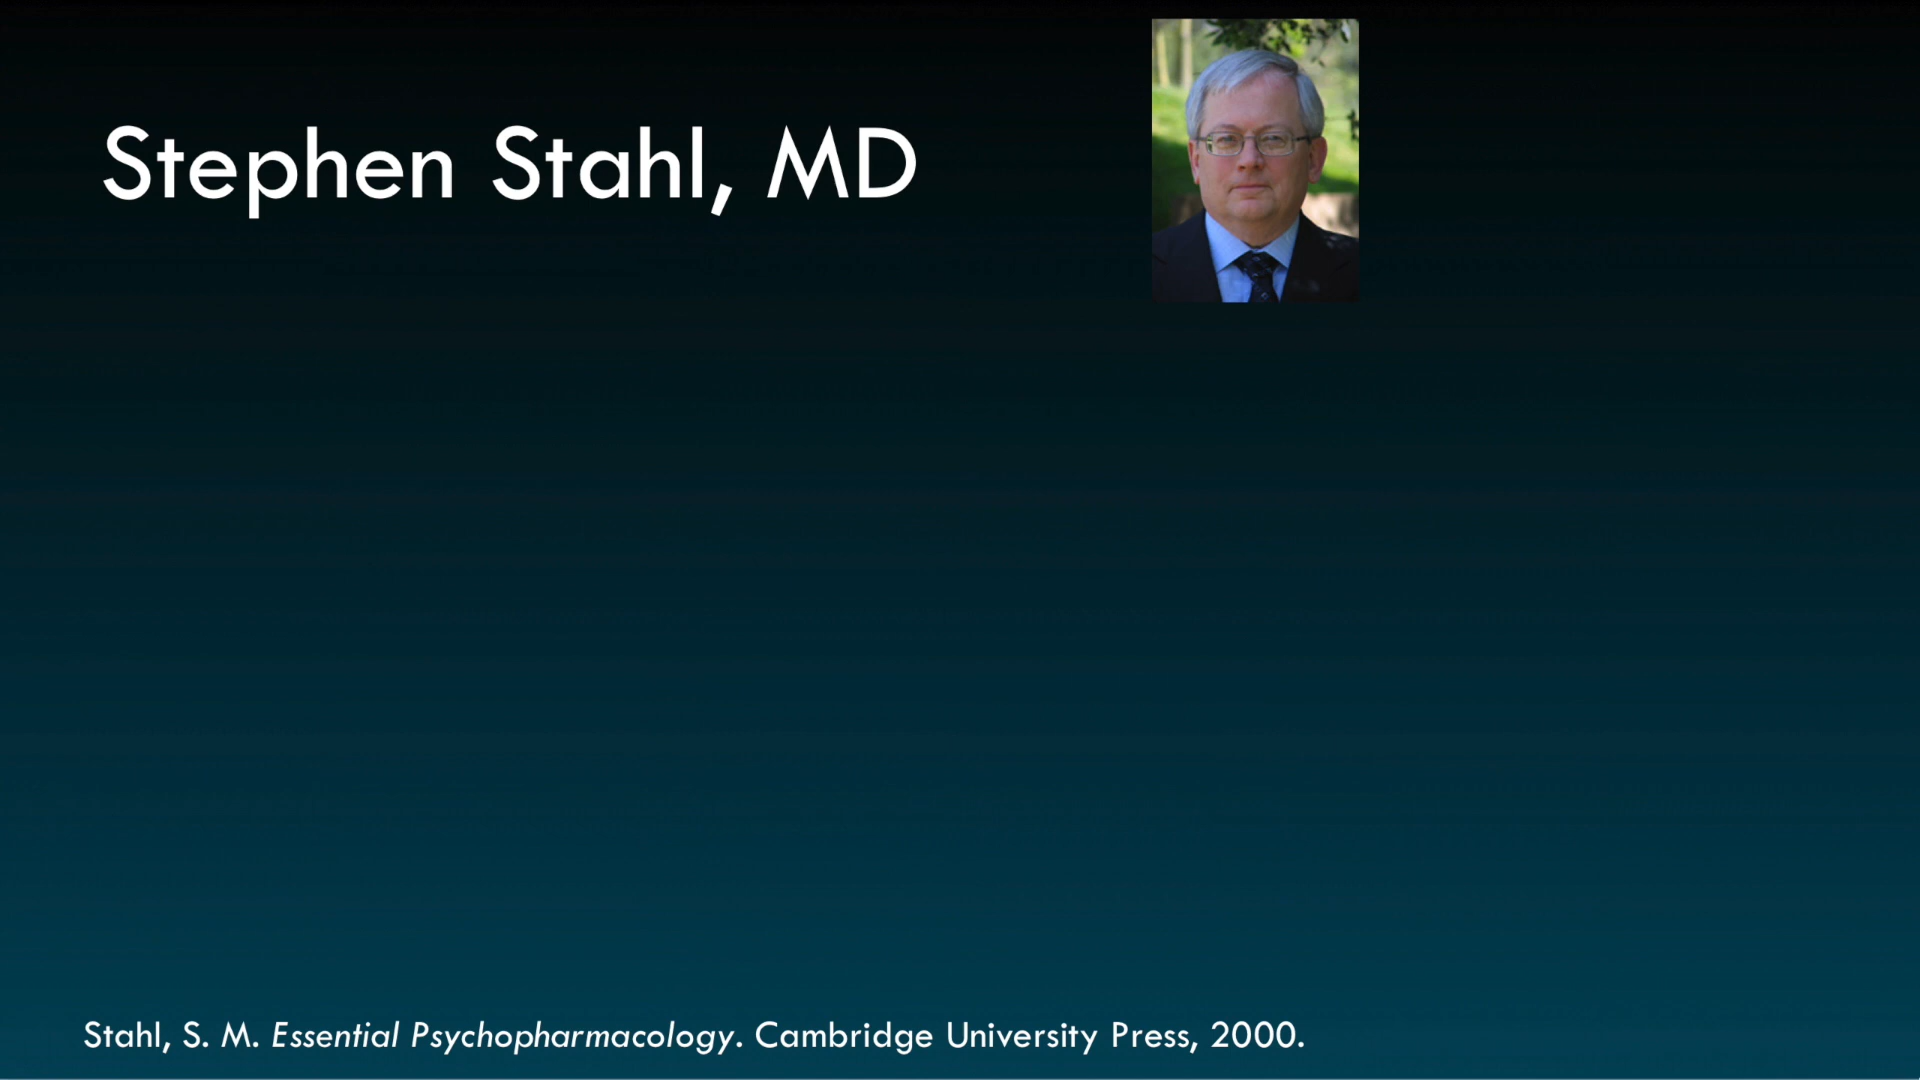 Stephen Stahl, MD
Stahl, S. M. Essential Psychopharmacology. Cambridge University Press, 2000.